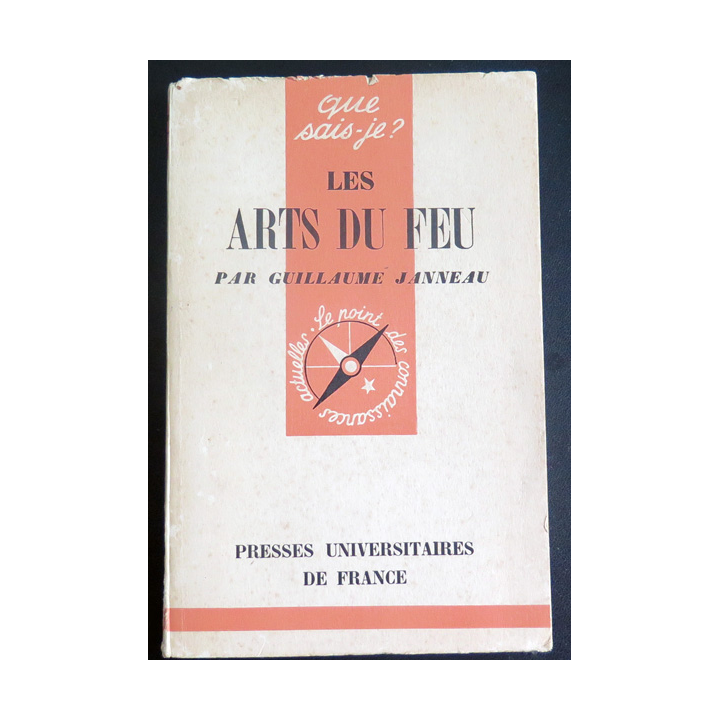 que
sais-je?
LES
ARTS DU FEU
PAR GUILLAUME JANNEAU
Le point des connaissances actuelles.
PRESSES UNIVERSITAIRES
DE FRANCE